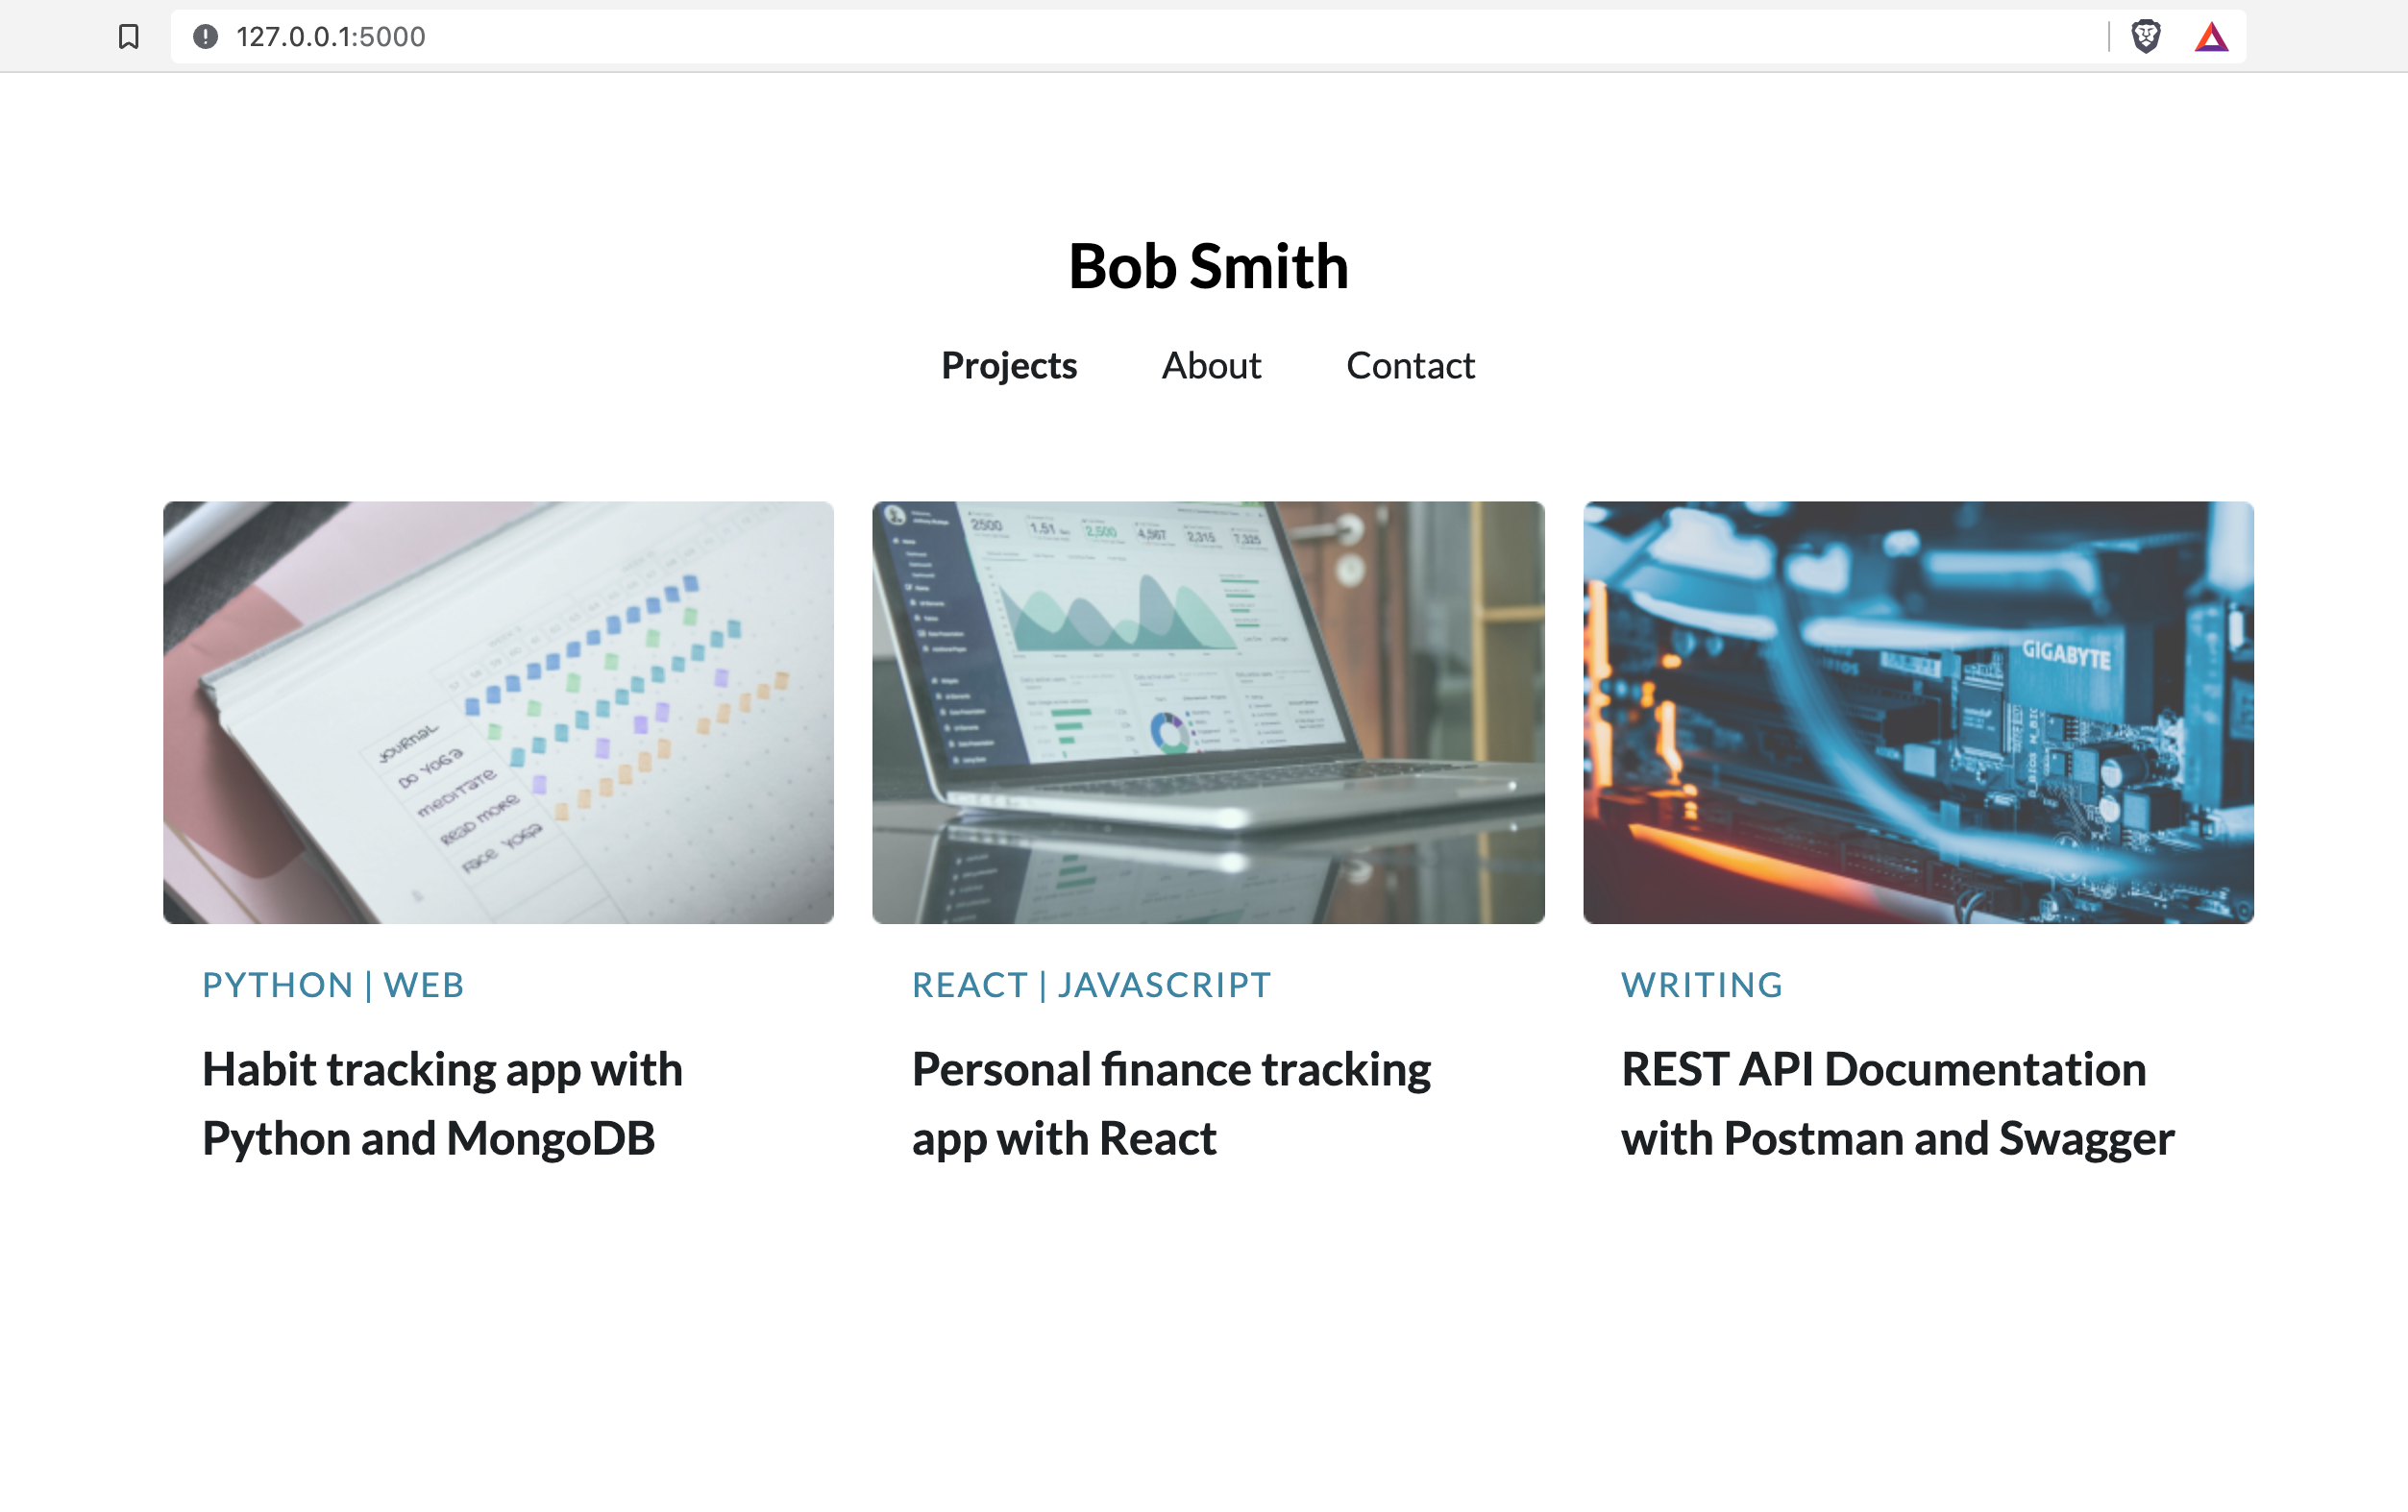 127.0.0.1:5000
Bob Smith
Projects About Contact
JOURNAL
DO YOGA
MEDITATE
READ MORE
FACE YOGA
2500 1.51 2,500 4,567 2,315 7,325
GIGABYTE
PYTHON | WEB
Habit tracking app with
Python and MongoDB
REACT | JAVASCRIPT
Personal finance tracking
app with React
WRITING
REST API Documentation
with Postman and Swagger